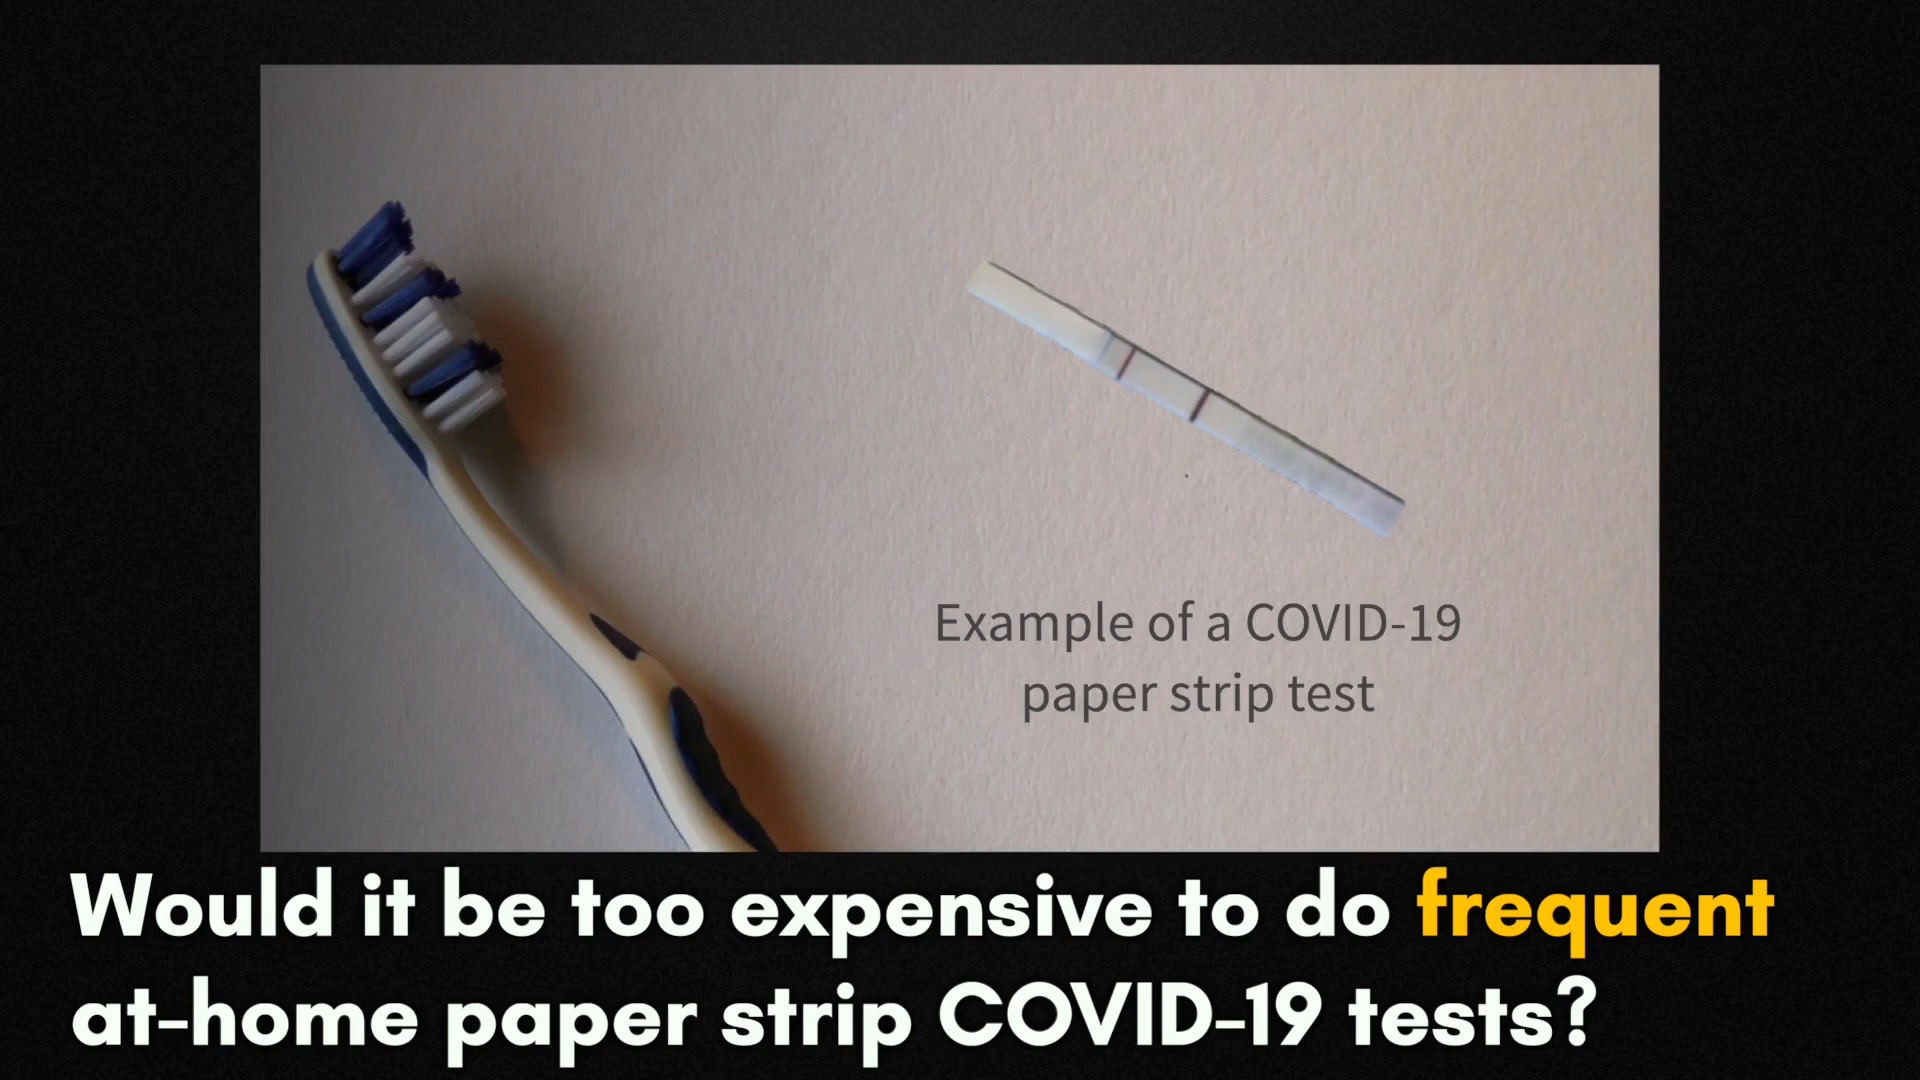 Example of a COVID-19
paper strip test
Would it be too expensive to do frequent
at-home paper strip COVID-19 tests?